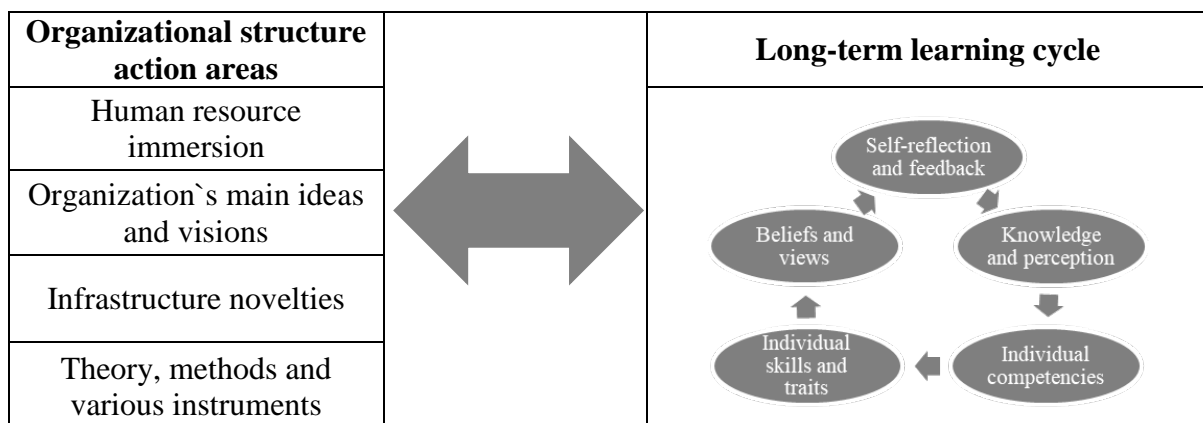 Organizational structure
action areas
Human resource
immersion
Organization`s main ideas
and visions
Infrastructure novelties
Theory, methods and
various instruments
Long-term learning cycle
Self-reflection
and feedback
Knowledge
and perception
Individual
competencies
Individual
skills and
traits
Beliefs and
views